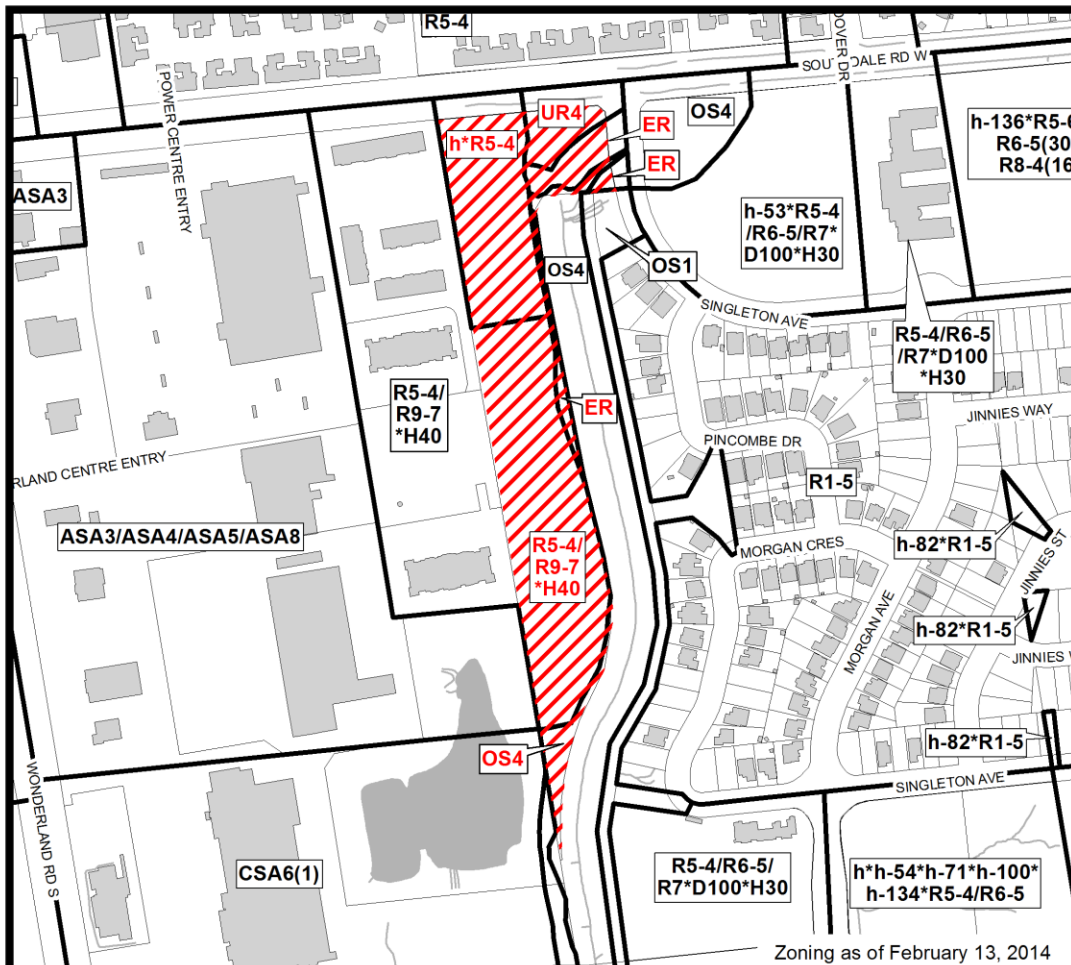 R5-4
POWER CENTRE ENTRY
DOVER DR
SOUTHDALE RD W
UR4
h*R5-4
ER
ER
OS4
h-136*R5-6
R6-5(30
R8-4(16
ASA3
h-53*R5-4
/R6-5/R7*
D100*H30
OS4
OS1
SINGLETON AVE
R5-4/R6-5
/R7*D100
*H30
R5-4/
R9-7
*H40
ER
JINNIES WAY
PINCOMBE DR
RLAND CENTRE ENTRY
R1-5
ASA3/ASA4/ASA5/ASA8
h-82*R1-5
R5-4/
R9-7
*H40
MORGAN CRES
JINNIES ST
MORGAN AVE
h-82*R1-5
JINNIES
h-82*R1-5
OS4
SINGLETON AVE
WONDERLAND RD S
CSA6(1)
R5-4/R6-5/
R7*D100*H30
h*h-54*h-71*h-100*
h-134*R5-4/R6-5
Zoning as of February 13, 2014